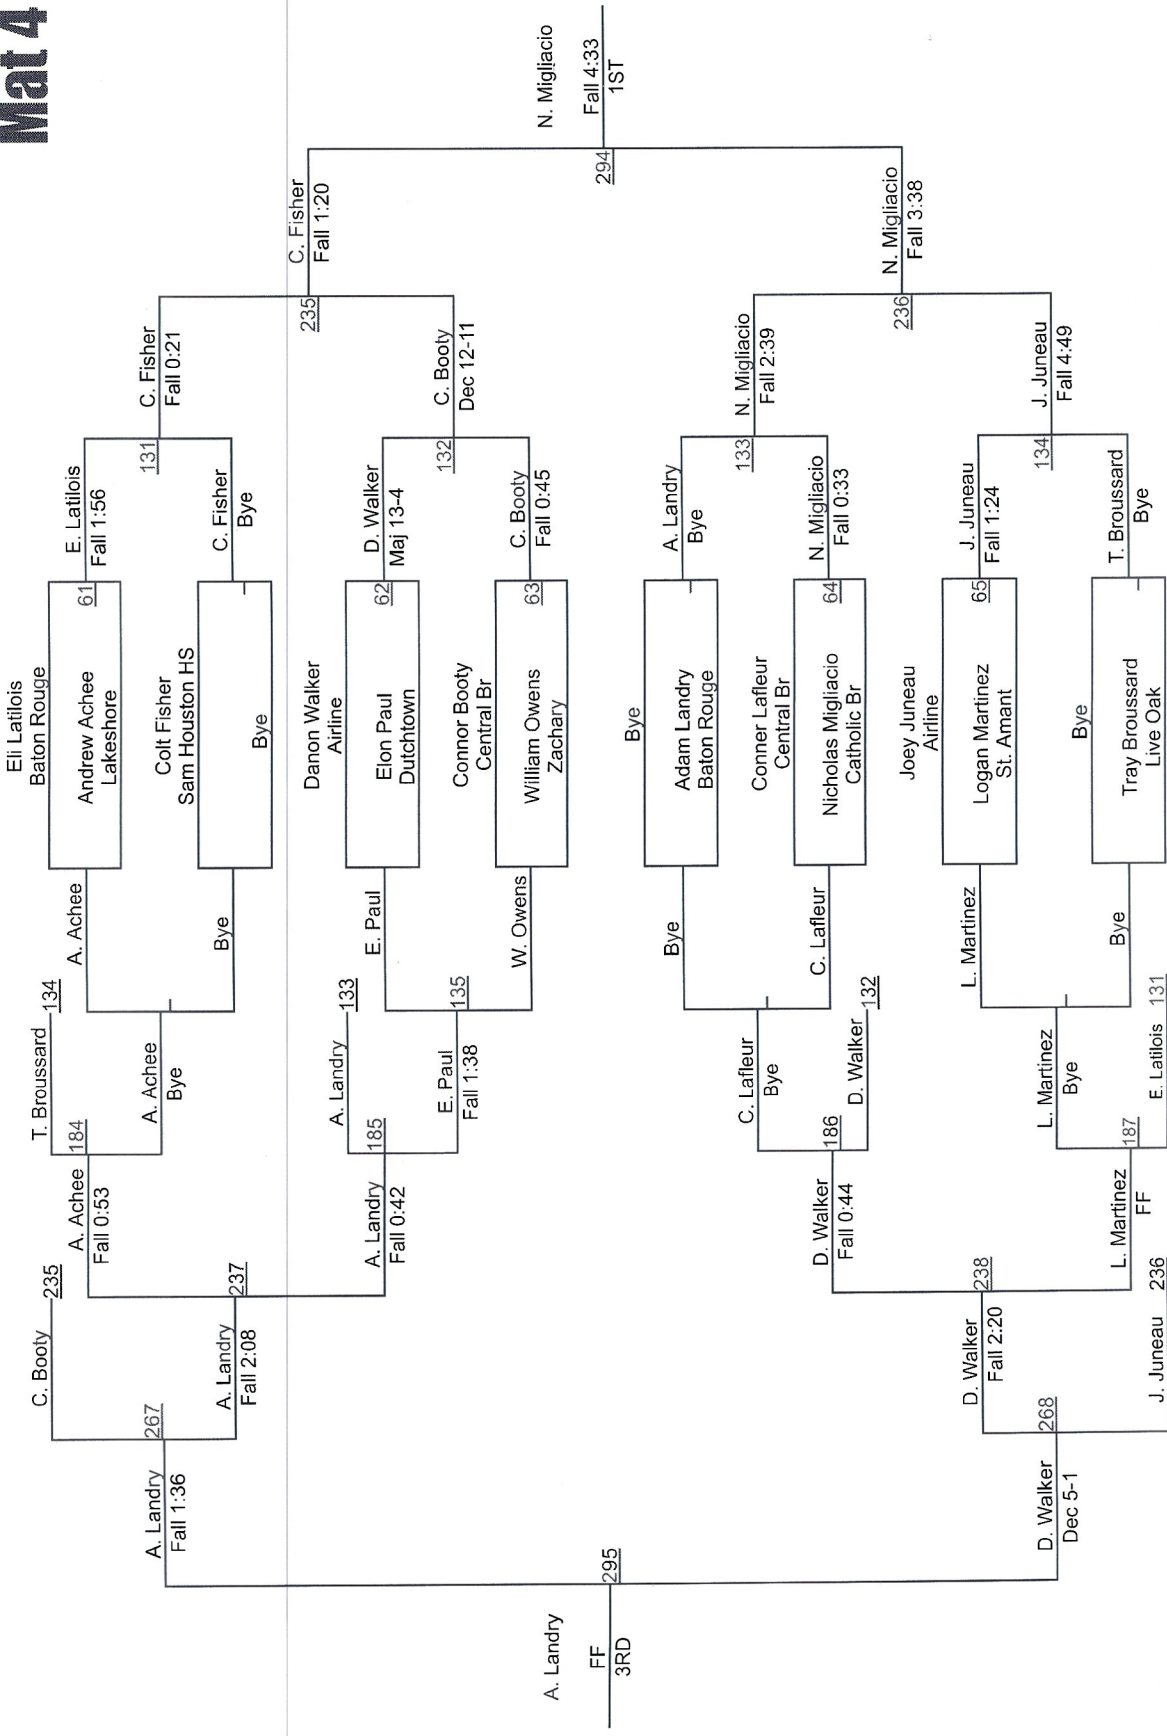 Mat 4
N. Migliacio
Fall 4:33
1ST
294
C. Fisher
Fall 1:20
N. Migliacio
Fall 3:38
235
236
C. Fisher
Fall 0:21
C. Booty
Dec 12-11
N. Migliacio
Fall 2:39
J. Juneau
Fall 4:49
131
132
133
134
E. Latilois
Fall 1:56
C. Fisher
Bye
D. Walker
Maj 13-4
C. Booty
Fall 0:45
A. Landry
Bye
N. Migliacio
Fall 0:33
J. Juneau
Fall 1:24
T. Broussard
Bye
Eli Latilois
Baton Rouge
61
Andrew Achee
Lakeshore
Colt Fisher
Sam Houston HS
Bye
Danon Walker
Airline
62
Elon Paul
Dutchtown
Connor Booty
Central Br
63
William Owens
Zachary
Bye
Adam Landry
Baton Rouge
Conner Lafleur
Central Br
64
Nicholas Migliacio
Catholic Br
Joey Juneau
Airline
65
Logan Martinez
St. Amant
Bye
Tray Broussard
Live Oak
A. Achee
Bye
E. Paul
W. Owens
Bye
C. Lafleur
L. Martinez
Bye
T. Broussard 134
A. Achee
Bye
A. Landry 133
135
E. Paul
Fall 1:38
C. Lafleur
Bye
D. Walker 132
L. Martinez
Bye
E. Latilois 131
184
185
186
187
A. Achee
Fall 0:53
A. Landry
Fall 0:42
D. Walker
Fall 0:44
L. Martinez
FF
C. Booty 235
237
A. Landry
Fall 2:08
238
D. Walker
Fall 2:20
J. Juneau 236
267
268
A. Landry
Fall 1:36
D. Walker
Dec 5-1
295
A. Landry
FF
3RD